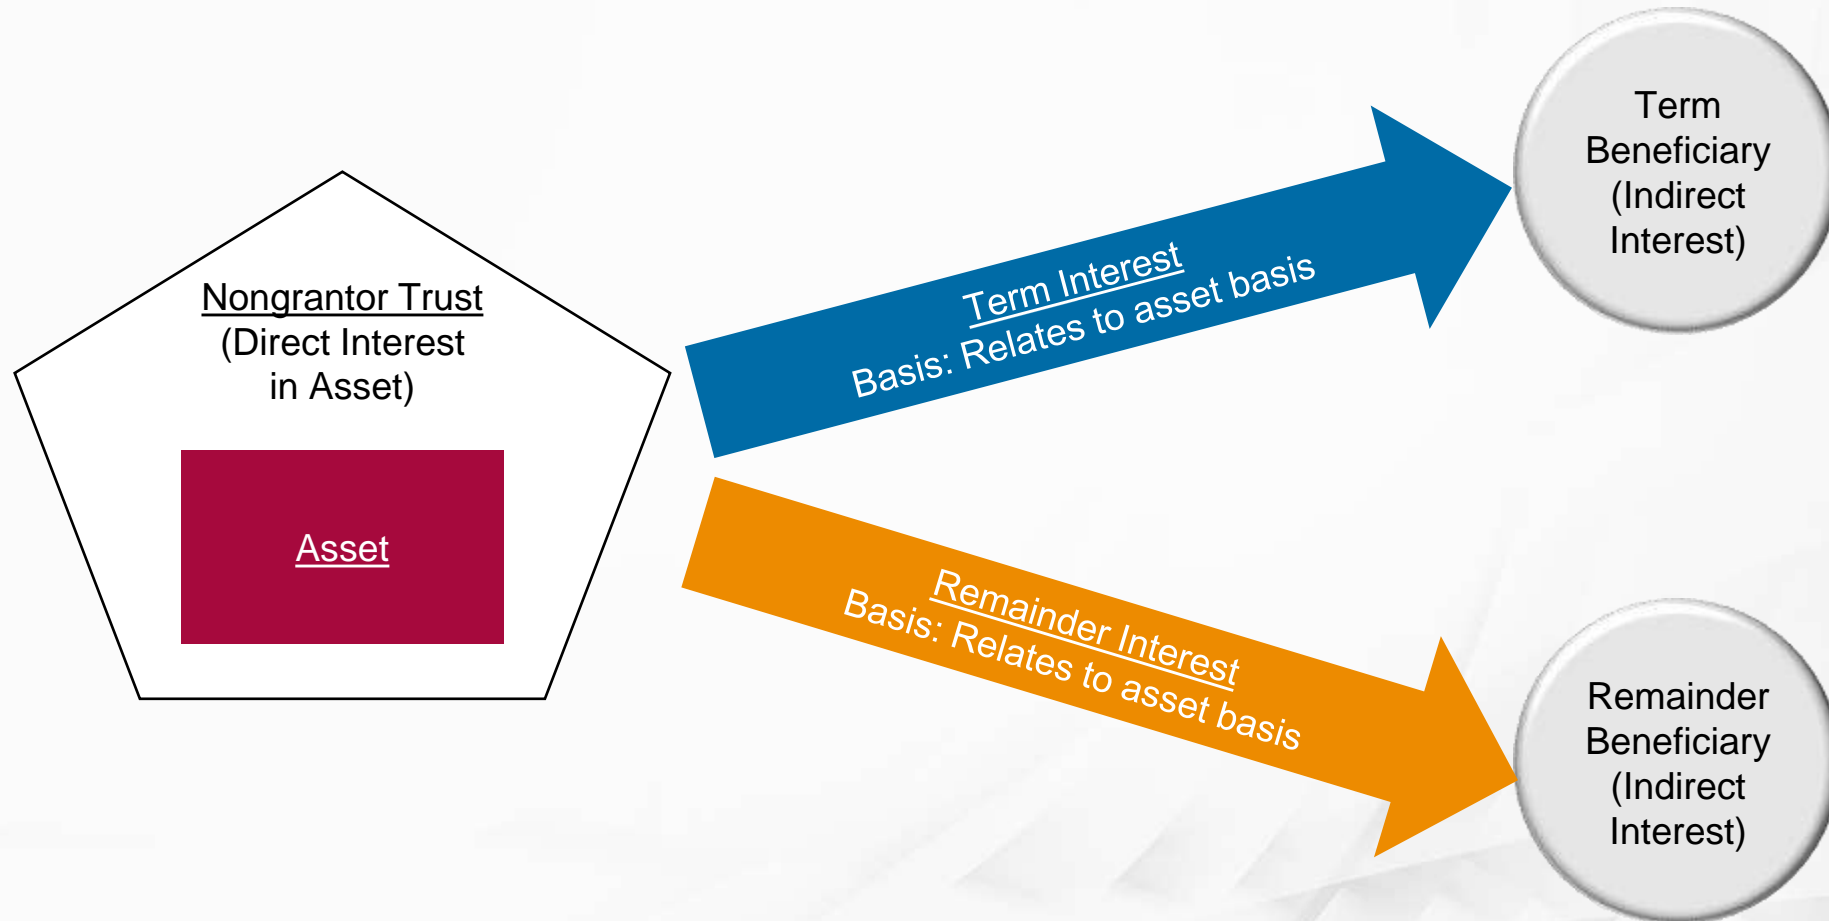 Nongrantor Trust
(Direct Interest
in Asset)
Asset
Term Interest
Basis: Relates to asset basis
Remainder Interest
Basis: Relates to asset basis
Term
Beneficiary
(Indirect
Interest)
Remainder
Beneficiary
(Indirect
Interest)